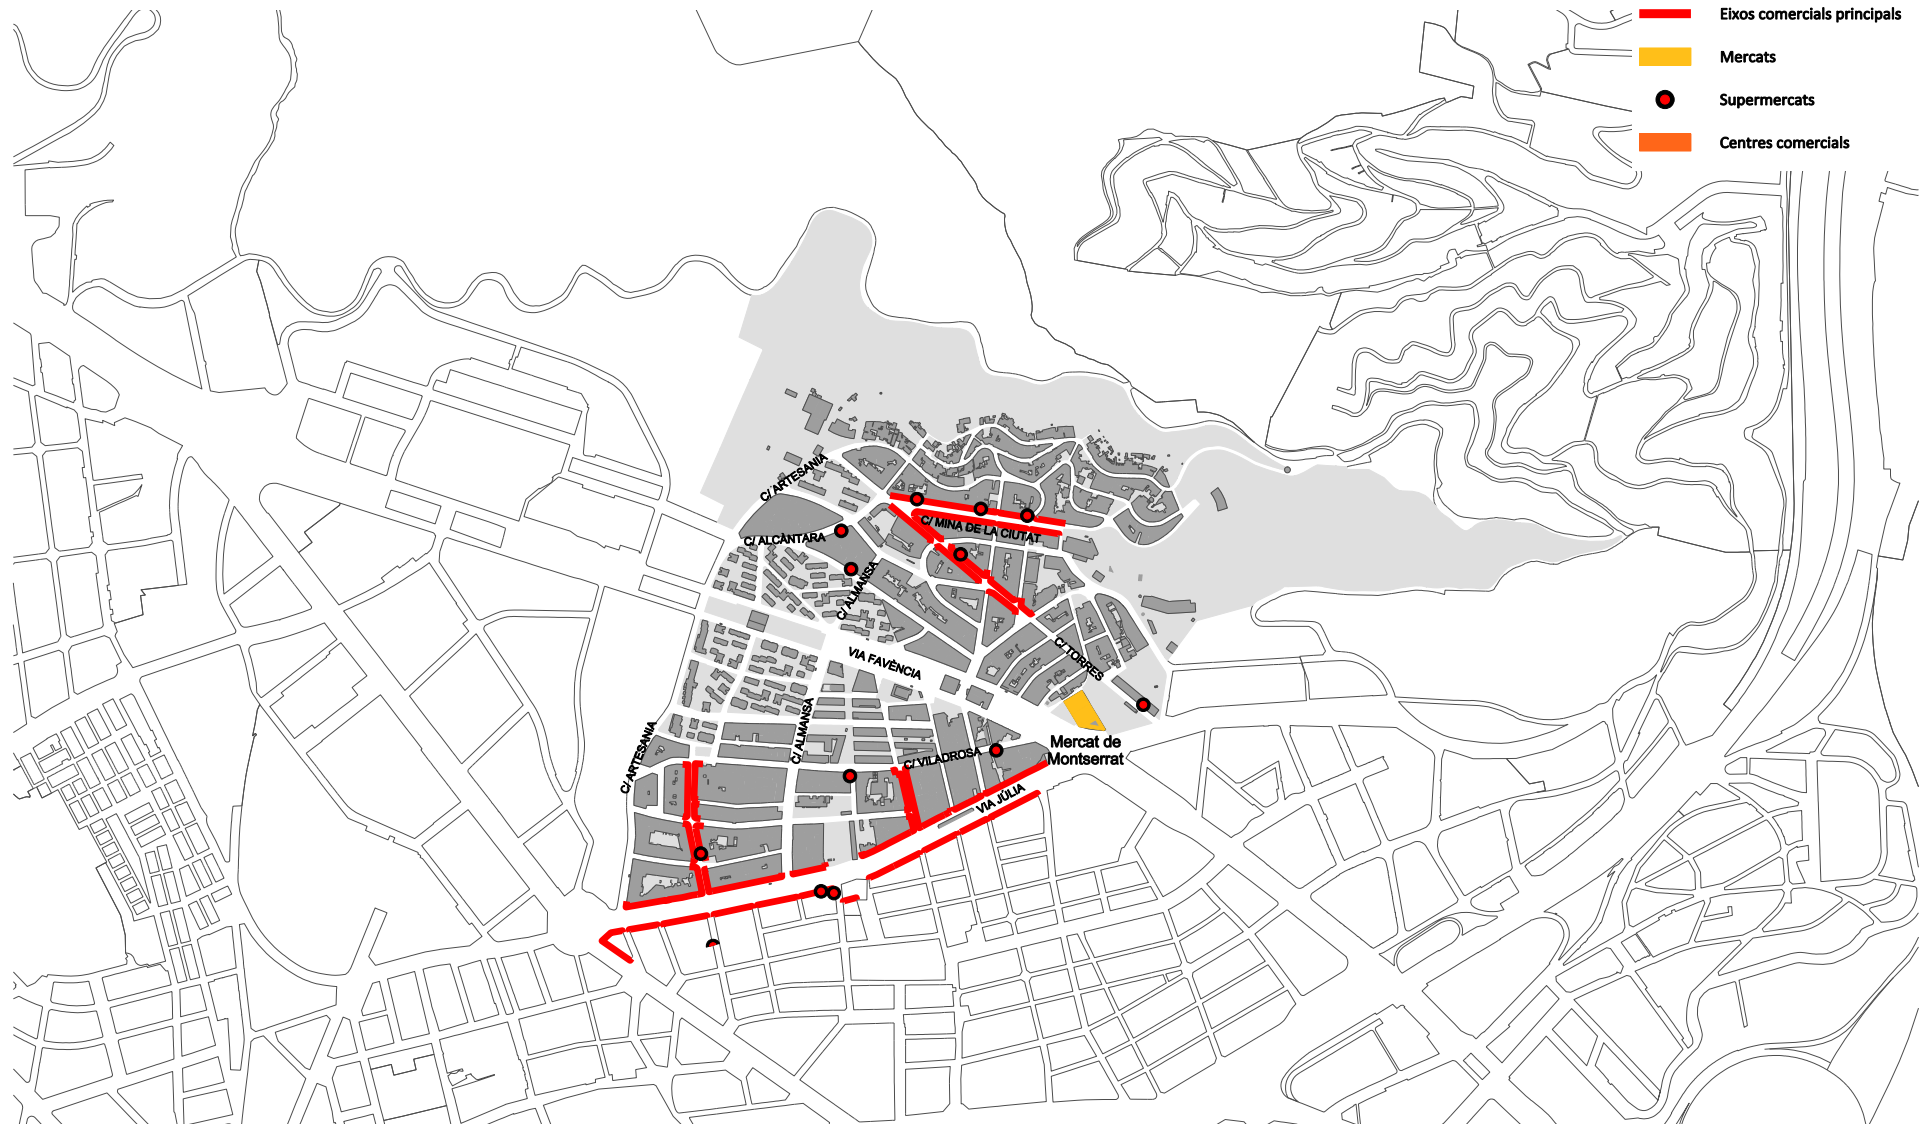 Eixos comercials principals
Mercats
Supermercats
Centres comercials
C/ ARTESANIA
C/ MINA DE LA CIUTAT
C/ ALCÀNTARA
C/ ALMANSA
VIA FAVÈNCIA
C/ TORRES
C/ ALMANSA
C/ ARTESANIA
C/ VILADROSA
Mercat de
Montserrat
VIA JÚLIA